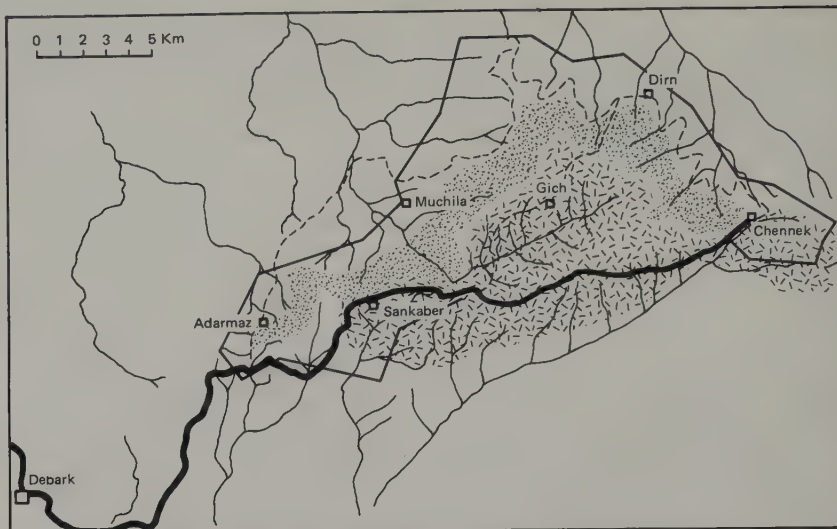 0 1 2 3 4 5 Km
Dirn
Muchila
Gich
Chennek
Adarmaz
Sankaber
Debark